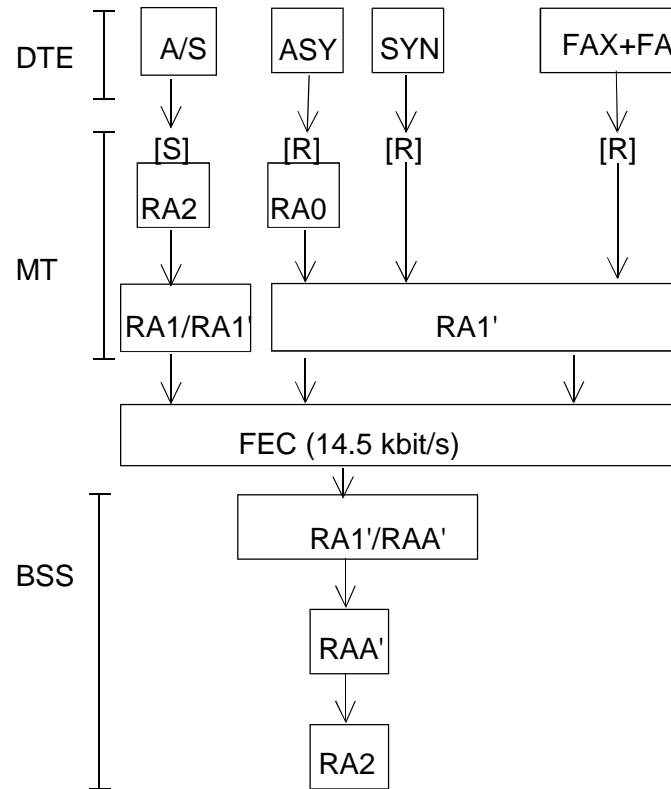 DTE
A/S ASY SYN FAX+FA
[S] [R] [R] [R]
RA2 RA0
MT
RA1/RA1' RA1'
FEC (14.5 kbit/s)
RA1'/RAA'
BSS
RAA'
RA2